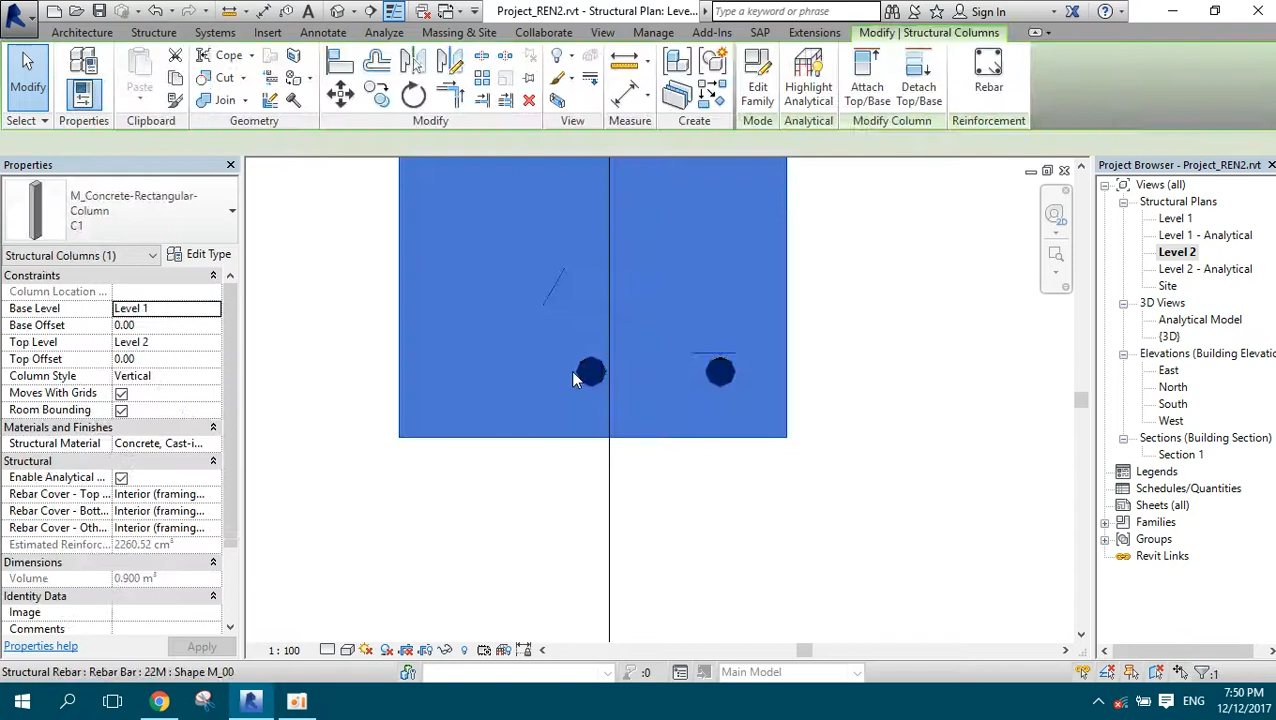 Project_REN2.rvt - Structural Plan: Leve...
Type a keyword or phrase
Sign In
Architecture
Structure
Systems
Insert
Annotate
Analyze
Massing & Site
Collaborate
View
Manage
Add-Ins
SAP
Extensions
Modify | Structural Columns
Modify
Paste
Cope
Cut
Join
Edit
Family
Highlight
Analytical
Attach
Top/Base
Detach
Top/Base
Rebar
Select
Properties
Clipboard
Geometry
Modify
View
Measure
Create
Mode
Analytical
Modify Column
Reinforcement
Properties
M_Concrete-Rectangular-
Column
C1
Structural Columns (1)
Edit Type
Constraints
Column Location ...
Base Level Level 1
Base Offset 0.00
Top Level Level 2
Top Offset 0.00
Column Style Vertical
Moves With Grids
Room Bounding
Materials and Finishes
Structural Material Concrete, Cast-i...
Structural
Enable Analytical ...
Rebar Cover - Top ... Interior (framing...
Rebar Cover - Bott... Interior (framing...
Rebar Cover - Oth... Interior (framing...
Estimated Reinforc... 2260.52 cm³
Dimensions
Volume 0.900 m³
Identity Data
Image
Comments
Properties help
Apply
2D
Project Browser - Project_REN2.rvt
Views (all)
Structural Plans
Level 1
Level 1 - Analytical
Level 2
Level 2 - Analytical
Site
3D Views
Analytical Model
{3D}
Elevations (Building Elevatio
East
North
South
West
Sections (Building Section)
Section 1
Legends
Schedules/Quantities
Sheets (all)
Families
Groups
Revit Links
1 : 100
Structural Rebar : Rebar Bar : 22M : Shape M_00
:0
Main Model
:1
ENG
7:50 PM
12/12/2017